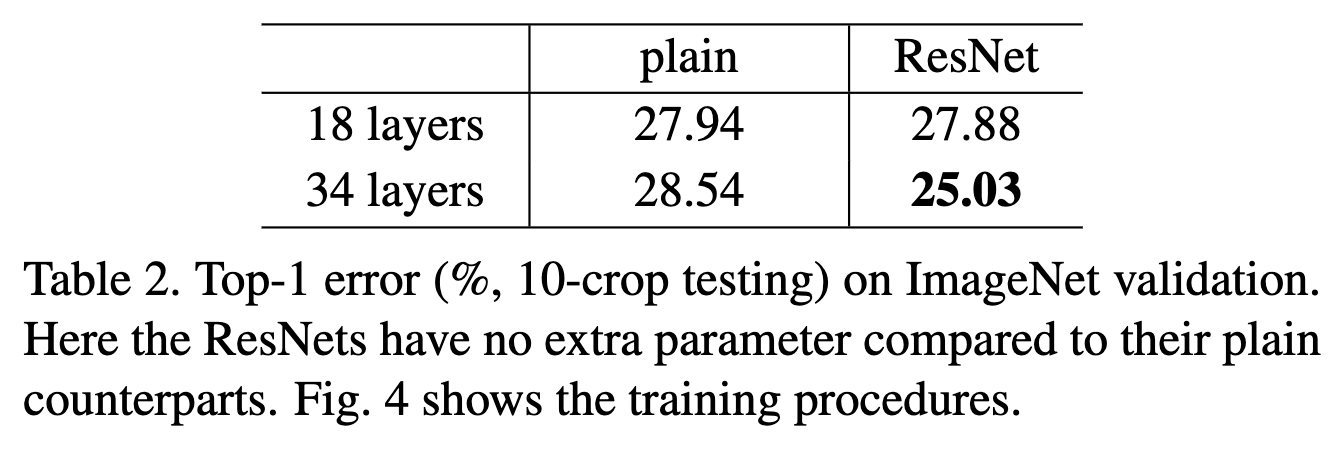 plain ResNet
18 layers 27.94 27.88
34 layers 28.54 25.03
Table 2. Top-1 error (%, 10-crop testing) on ImageNet validation.
Here the ResNets have no extra parameter compared to their plain
counterparts. Fig. 4 shows the training procedures.